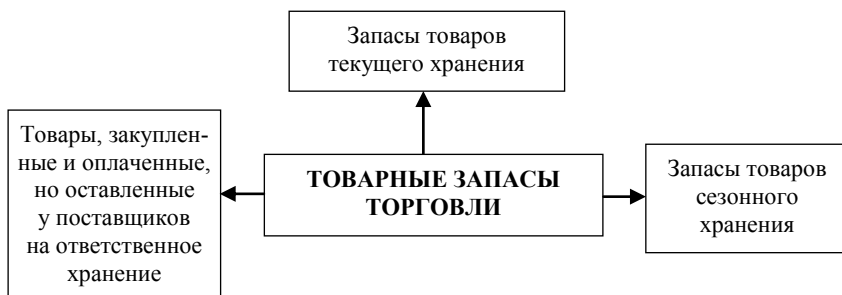 Запасы товаров
текущего хранения
Товары, закуплен-
ные и оплаченные,
но оставленные
у поставщиков
на ответственное
хранение
ТОВАРНЫЕ ЗАПАСЫ
ТОРГОВЛИ
Запасы товаров
сезонного
хранения